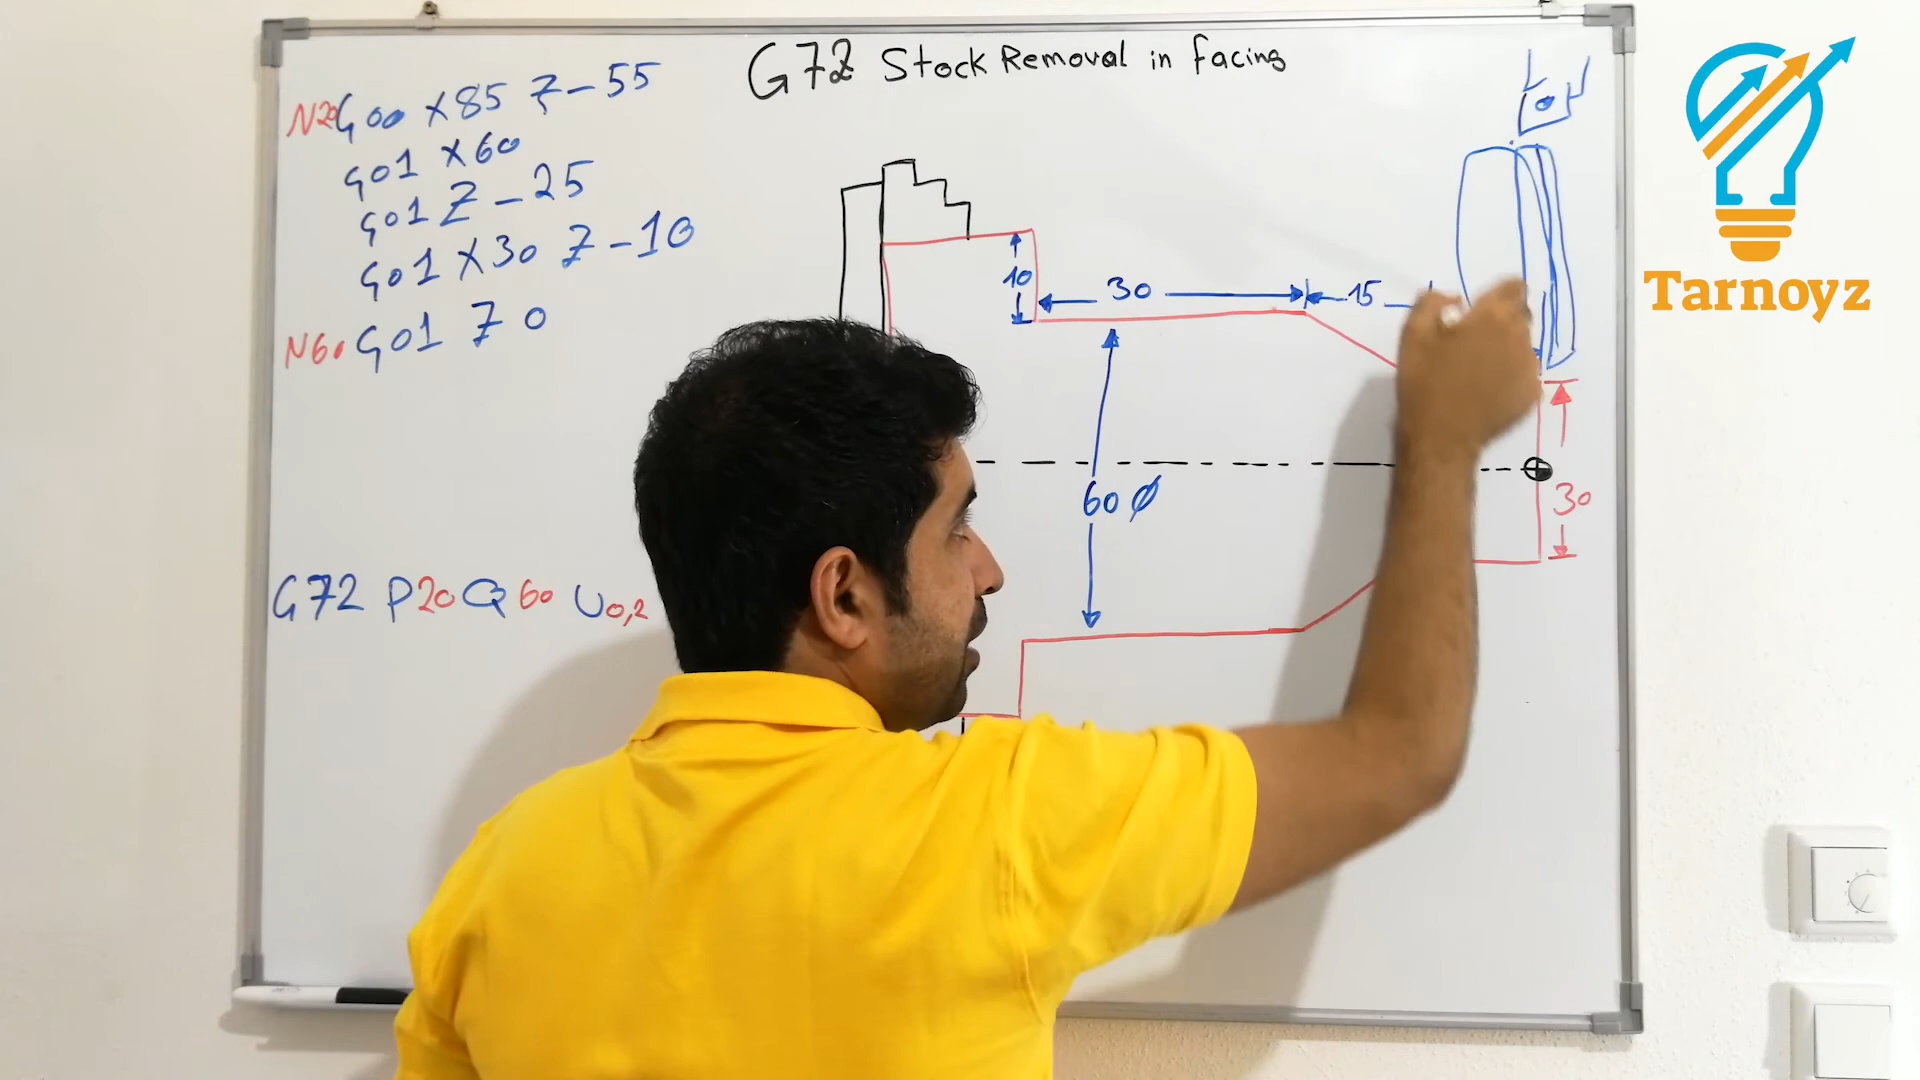 G72 Stock Removal in facing
N20 G00 X85 Z-55
G01 X60
G01 Z-25
G01 X30 Z-10
N60 G01 Z0
G72 P20 Q60 U0,2
10
30
15
60 Ø
30
Tarnoyz